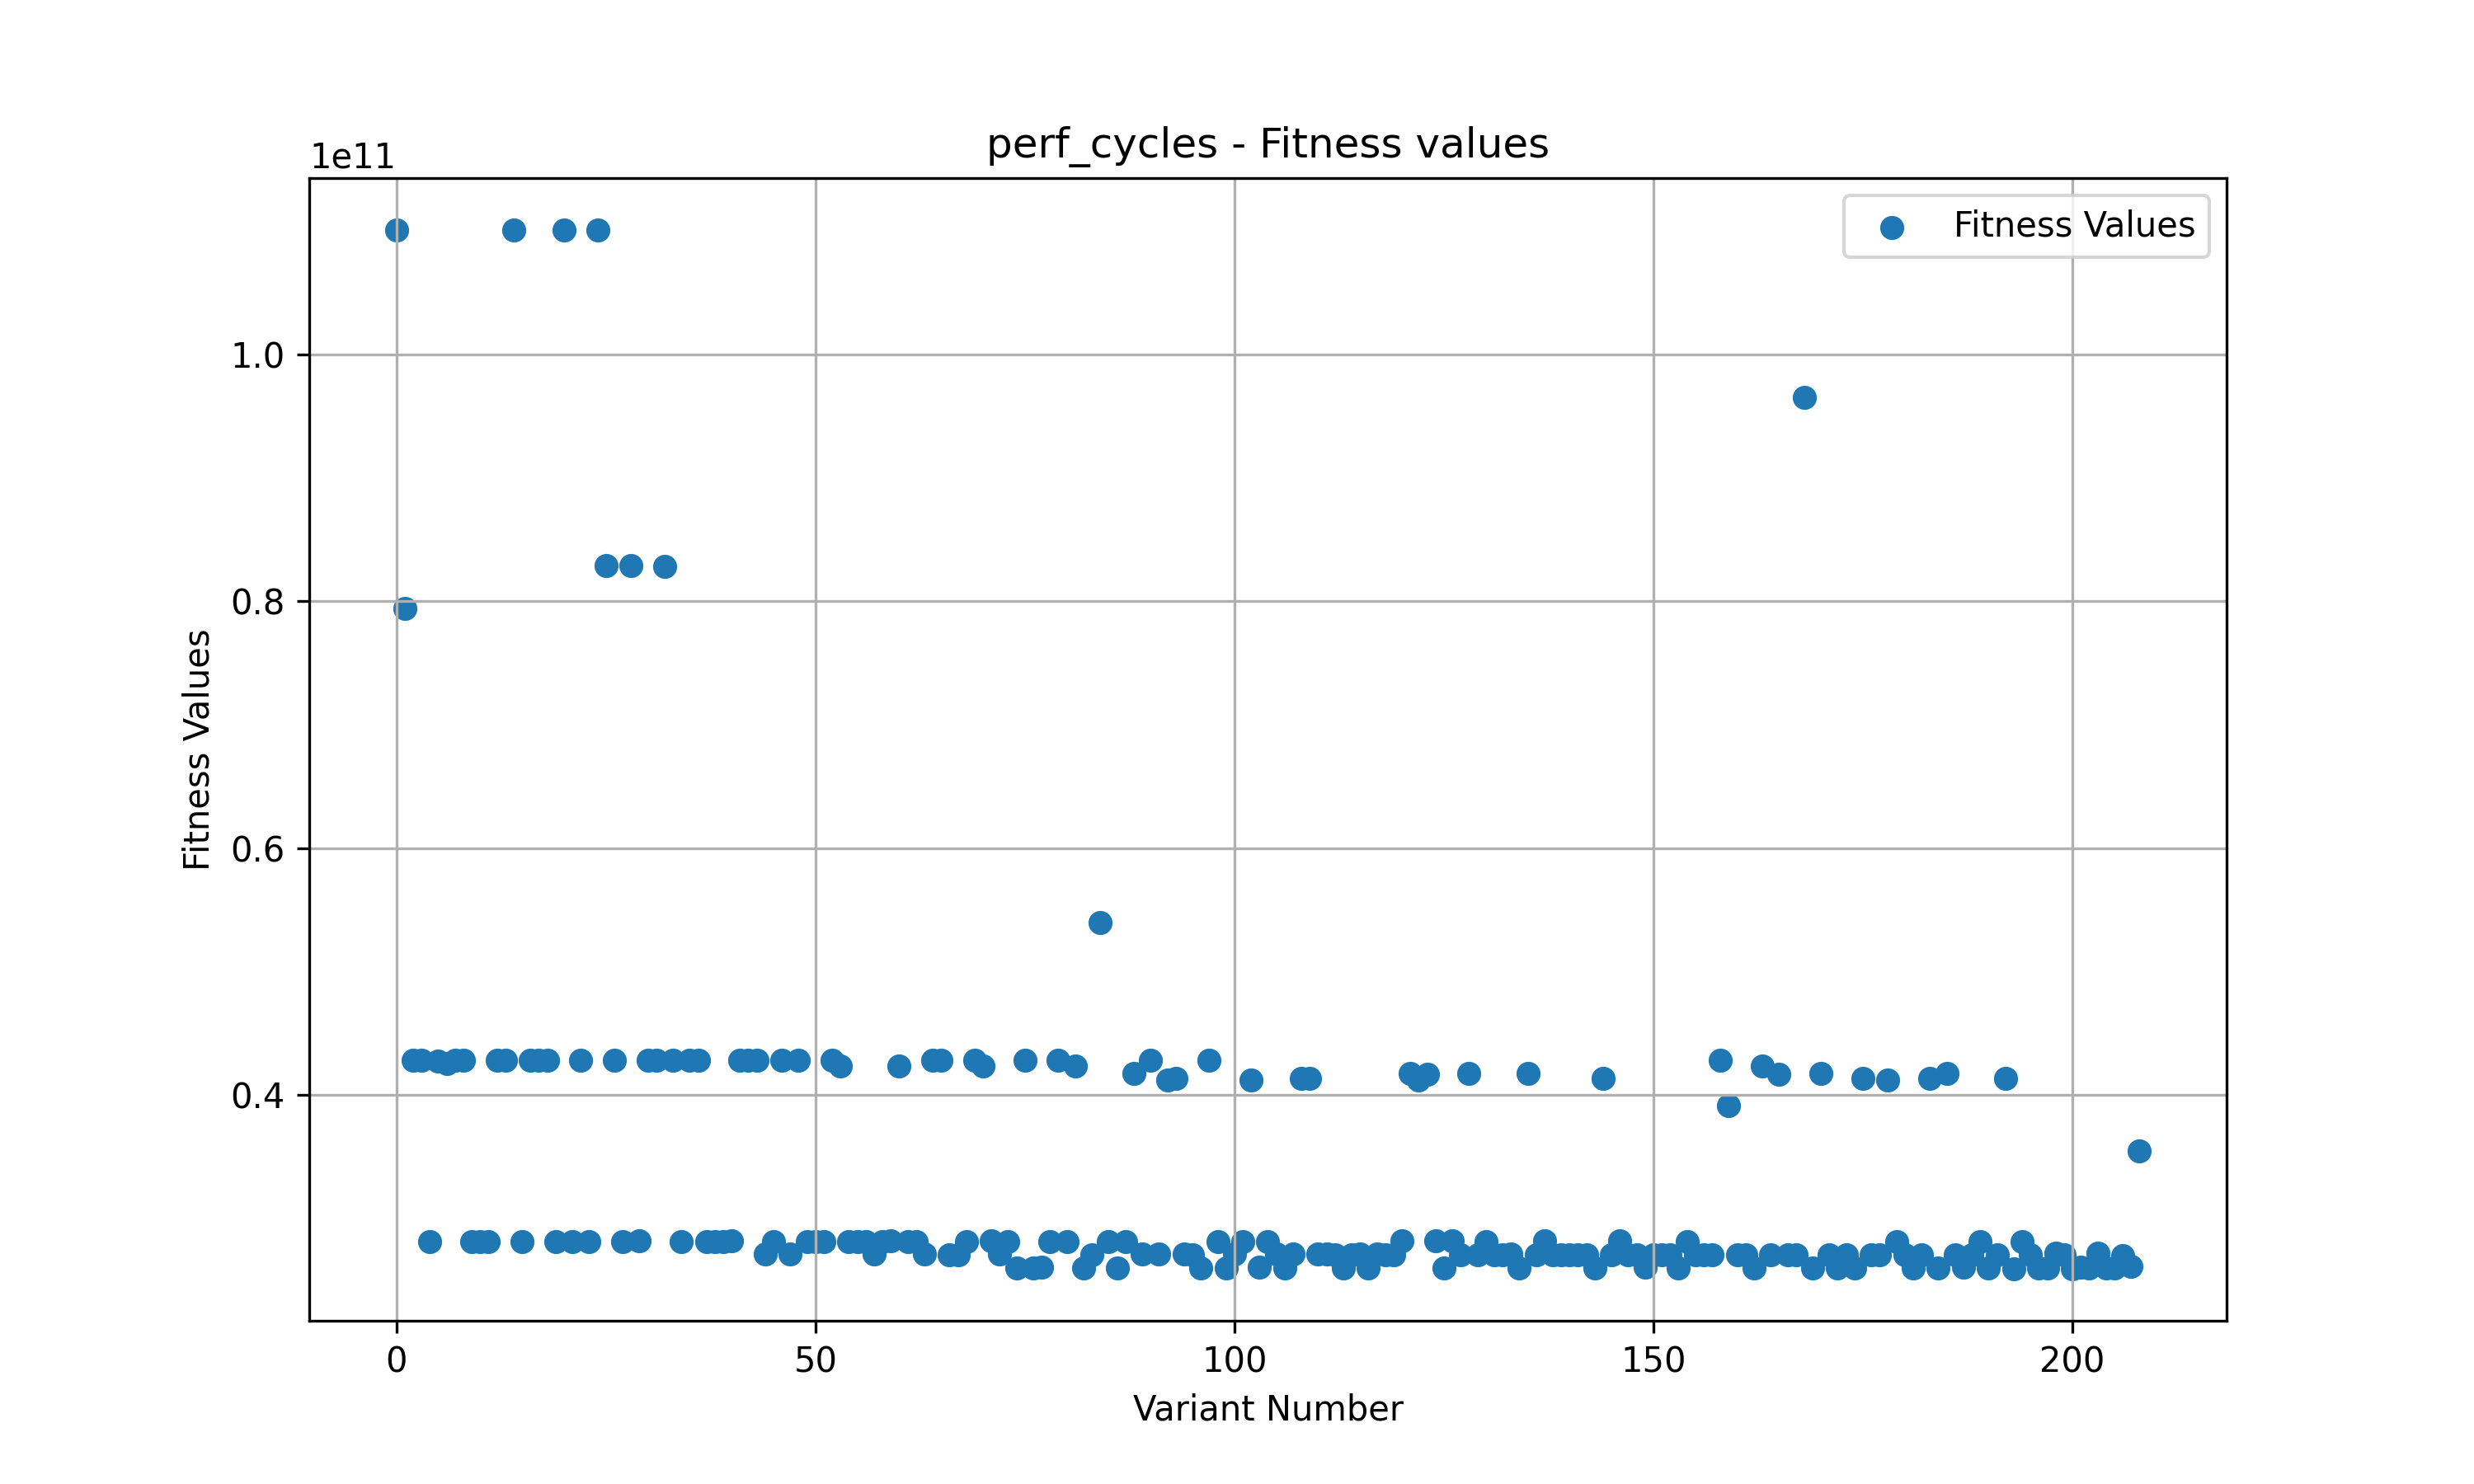 perf_cycles - Fitness values
1e11
Fitness Values
1.0
0.8
0.6
0.4
Fitness Values
0 50 100 150 200
Variant Number